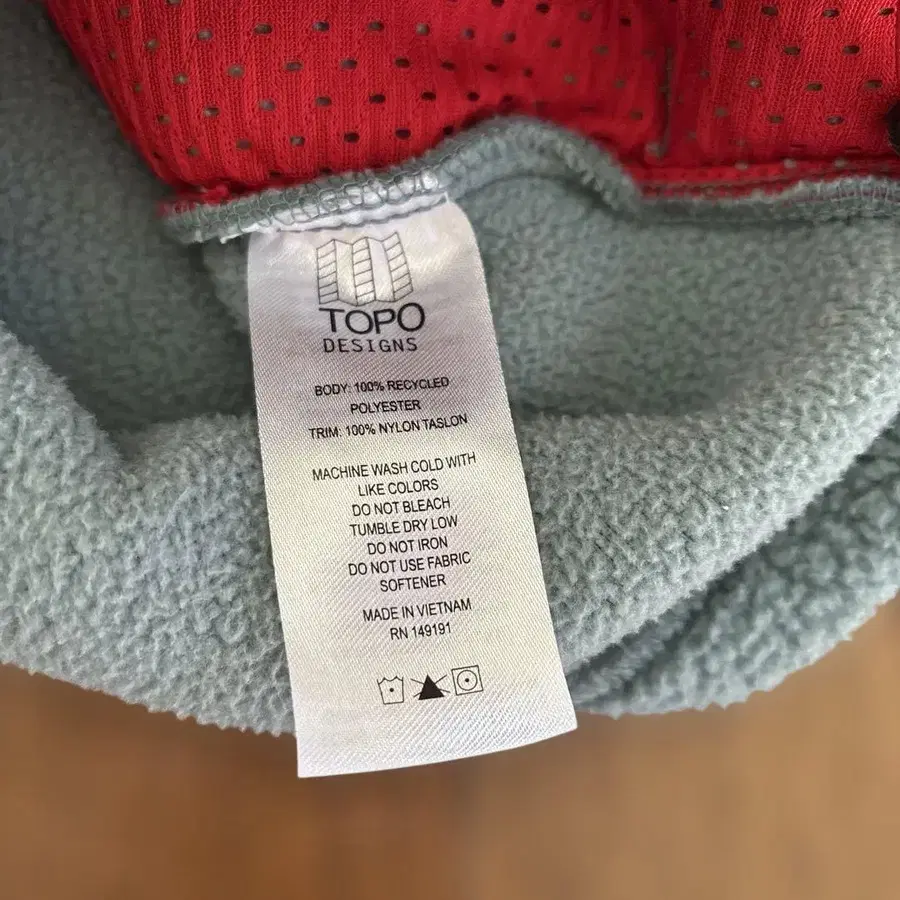 TOPO
DESIGNS
BODY: 100% RECYCLED
POLYESTER
TRIM: 100% NYLON TASLON
MACHINE WASH COLD WITH
LIKE COLORS
DO NOT BLEACH
TUMBLE DRY LOW
DO NOT IRON
DO NOT USE FABRIC
SOFTENER
MADE IN VIETNAM
RN 149191